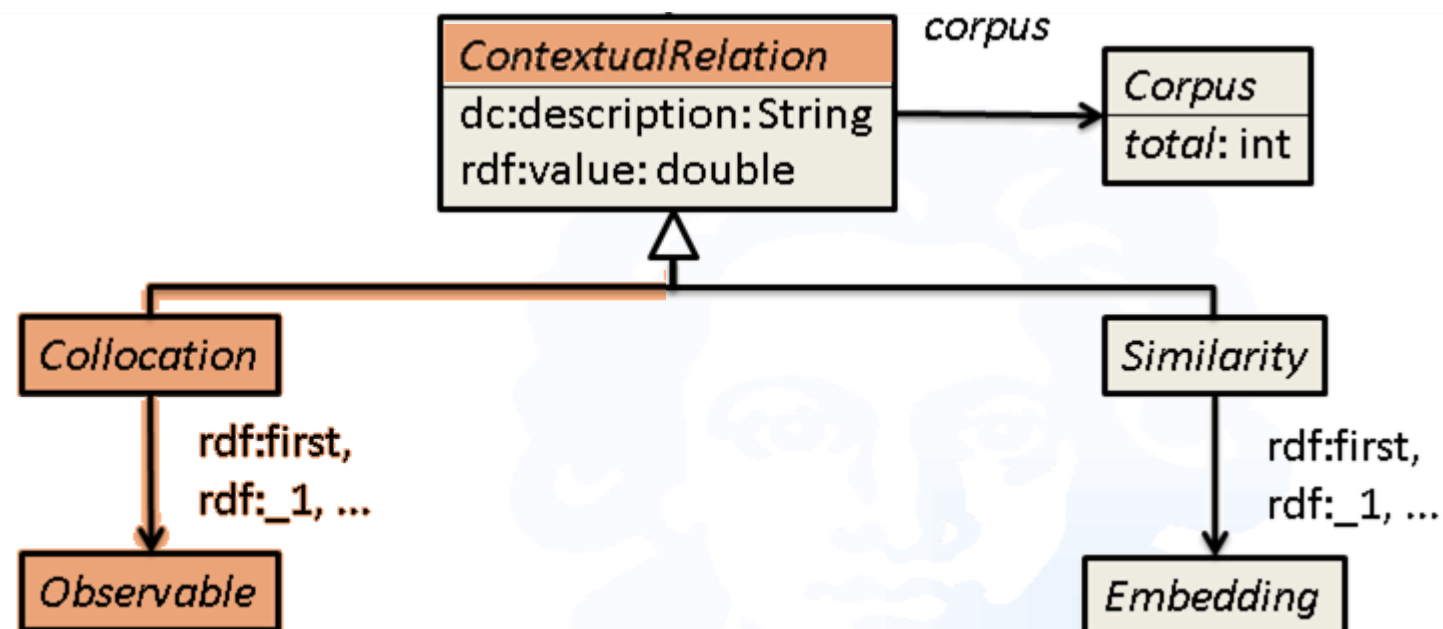 corpus
ContextualRelation
dc:description: String
rdf:value: double
Corpus
total: int
Collocation
Similarity
rdf:first,
rdf:_1, ...
rdf:first,
rdf:_1, ...
Observable
Embedding